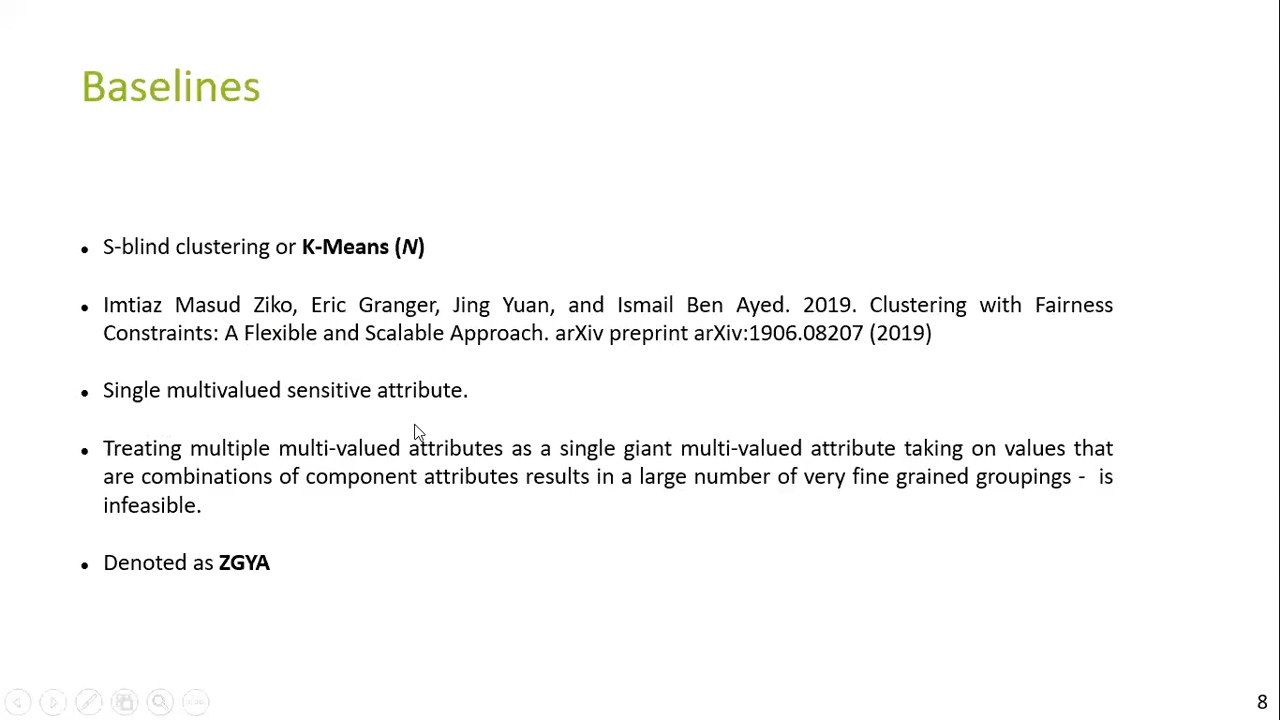 Baselines
• S-blind clustering or K-Means (N)
• Imtiaz Masud Ziko, Eric Granger, Jing Yuan, and Ismail Ben Ayed. 2019. Clustering with Fairness
Constraints: A Flexible and Scalable Approach. arXiv preprint arXiv:1906.08207 (2019)
• Single multivalued sensitive attribute.
• Treating multiple multi-valued attributes as a single giant multi-valued attribute taking on values that
are combinations of component attributes results in a large number of very fine grained groupings - is
infeasible.
• Denoted as ZGYA
8